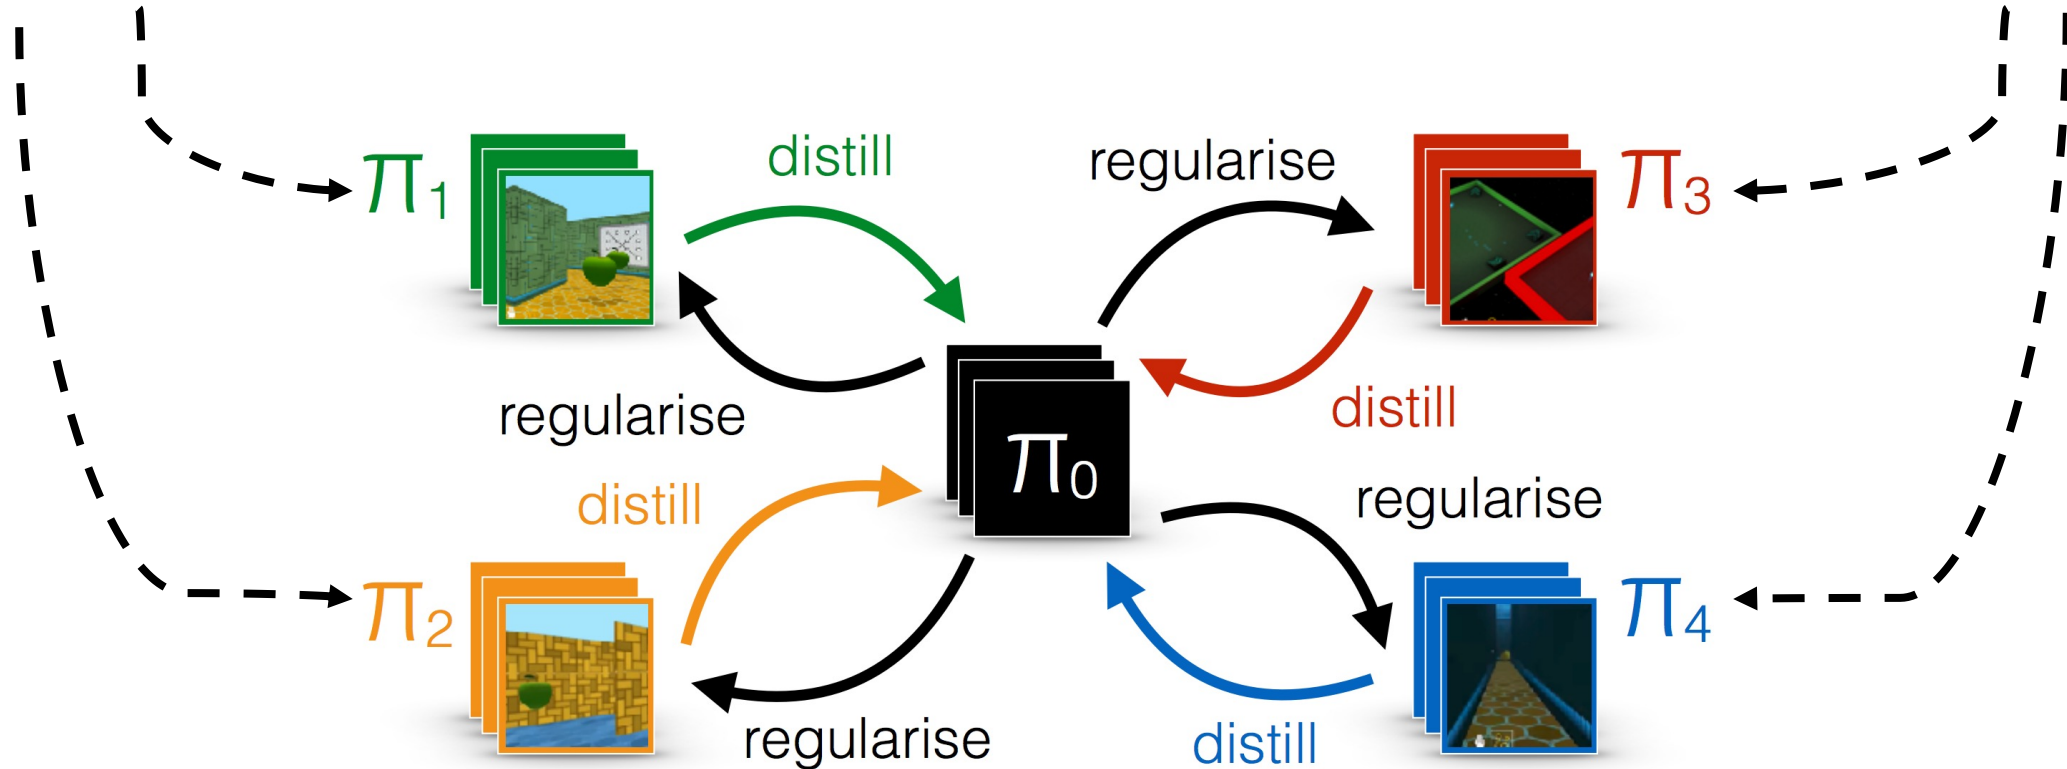 distill
regularise
π1
π3
regularise
distill
π0
distill
regularise
π2
π4
regularise
distill